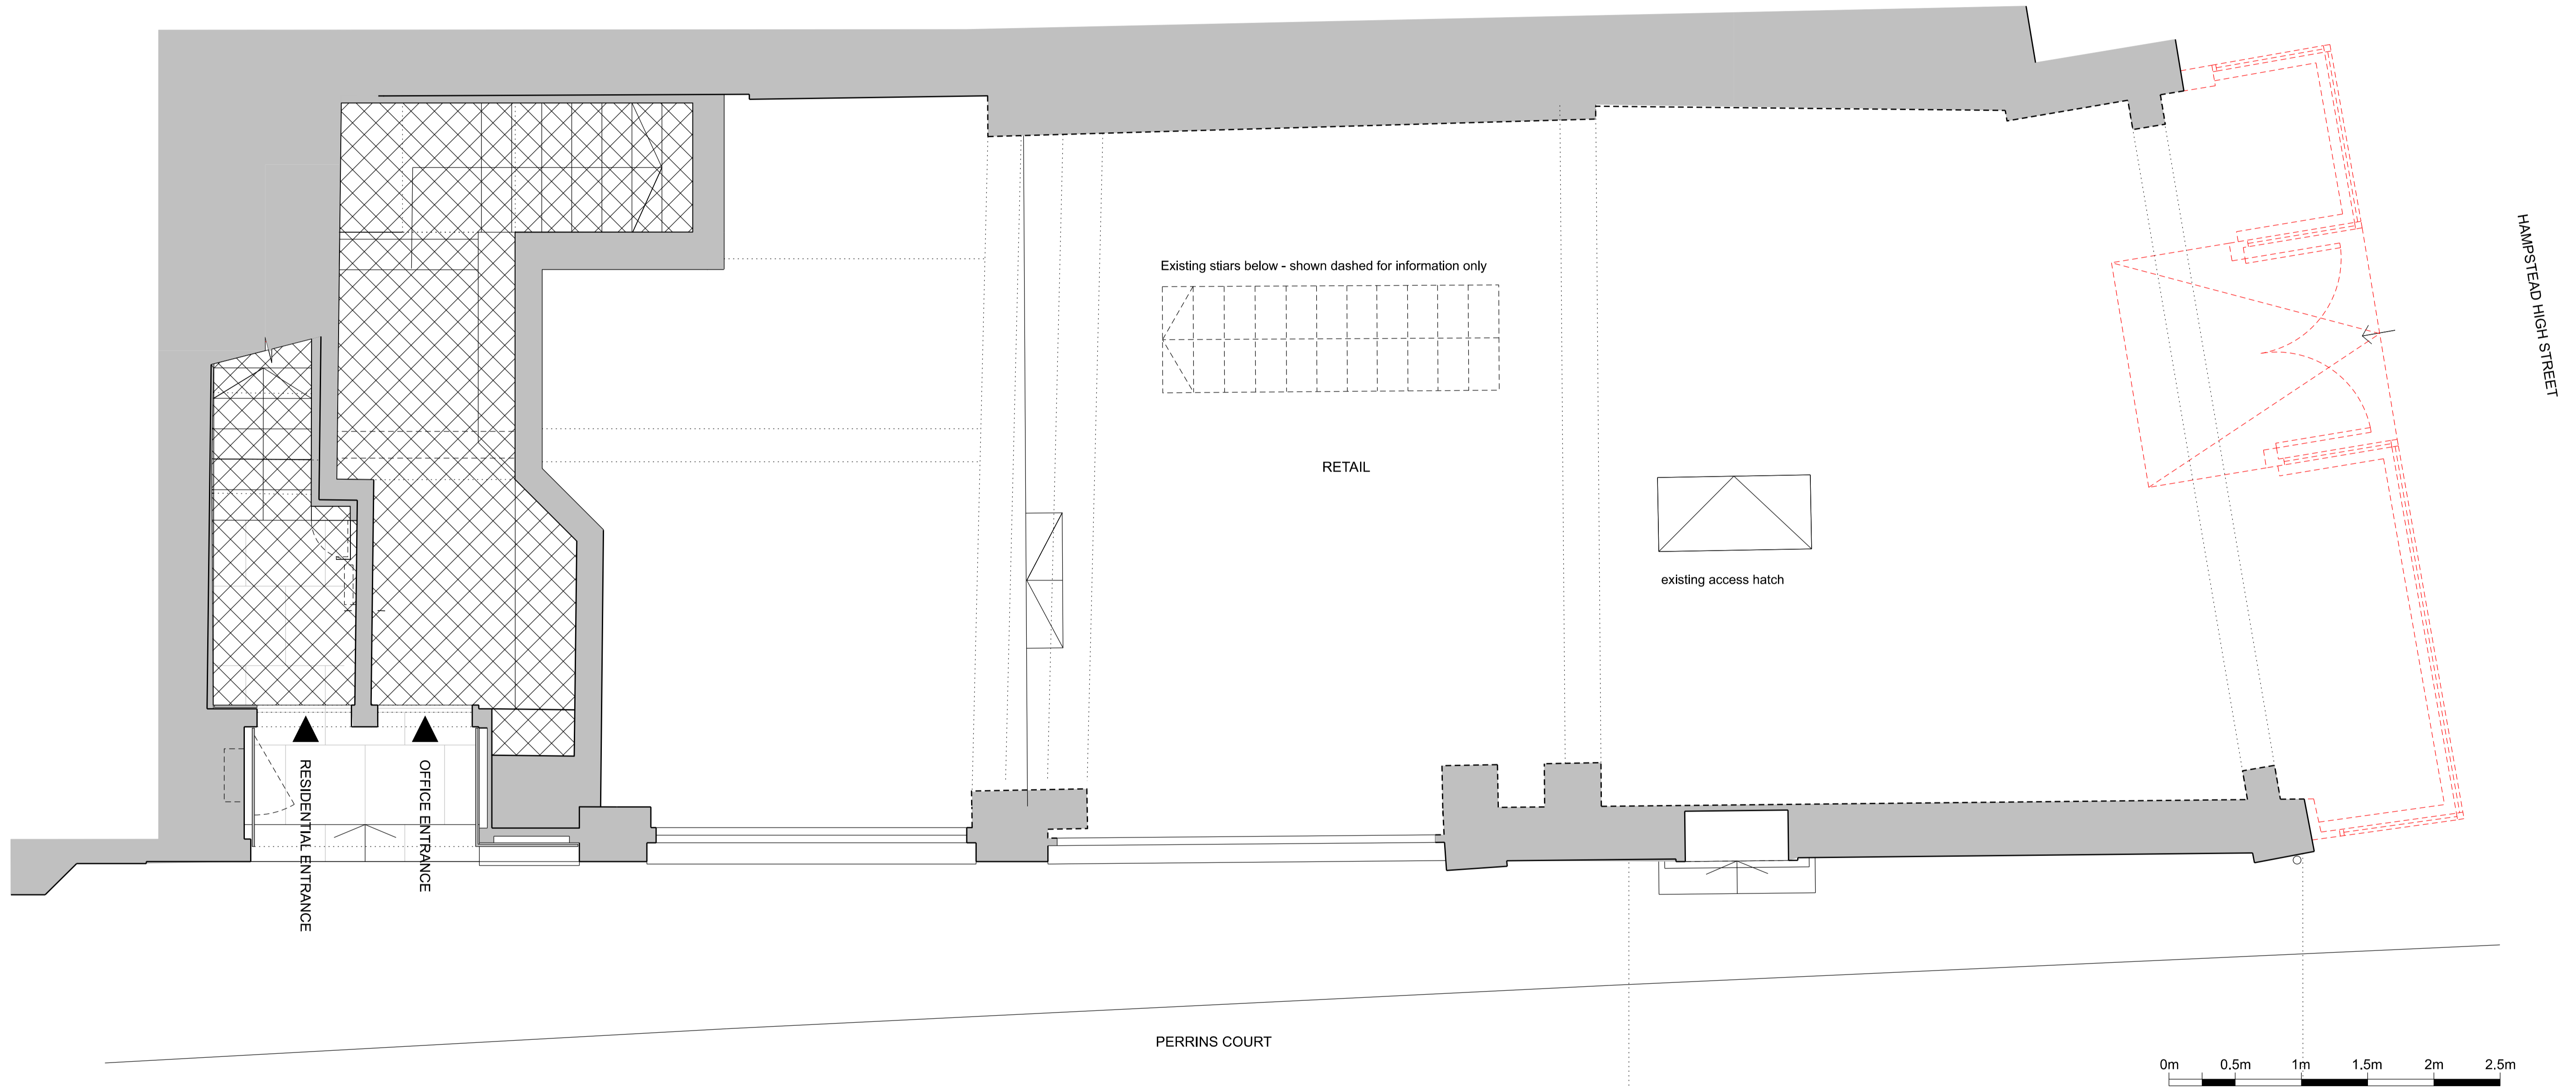 HAMPSTEAD HIGH STREET
Existing stiars below - shown dashed for information only
RETAIL
existing access hatch
RESIDENTIAL ENTRANCE
OFFICE ENTRANCE
PERRINS COURT
0m 0.5m 1m 1.5m 2m 2.5m